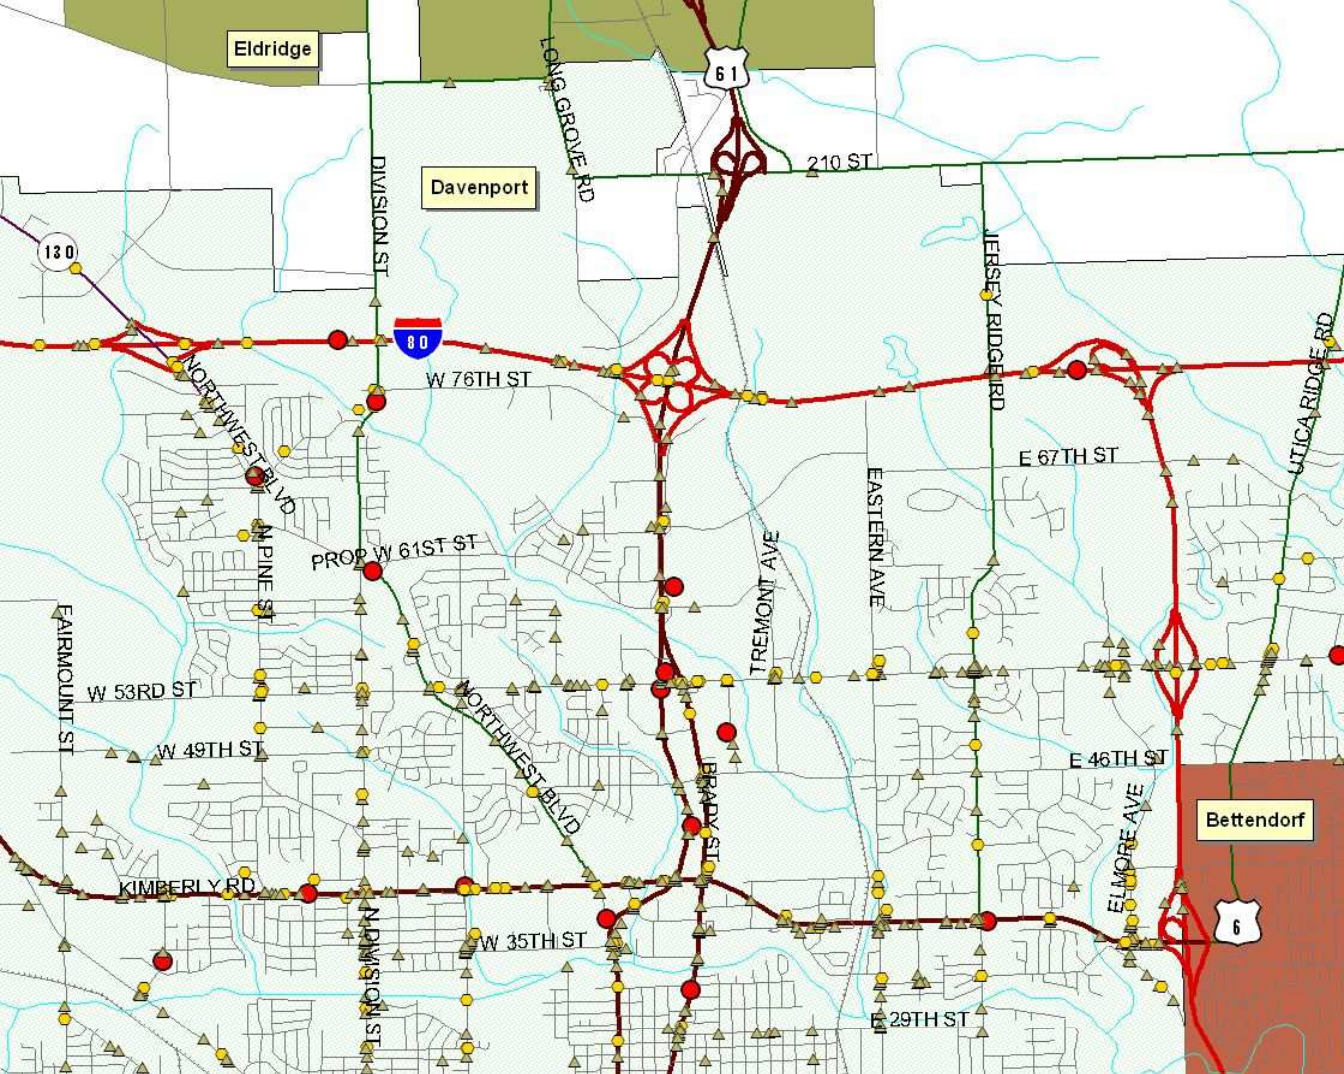 Eldridge
LONG GROVE RD
61
210 ST
DIVISION ST
Davenport
130
JERSEY RIDGE RD
80
UTICA RIDGE RD
W 76TH ST
NORTHWEST BLVD
E 67TH ST
EASTERN AVE
N PINE ST
PROP W 61ST ST
TREMONT AVE
FAIRMOUNT ST
W 53RD ST
NORTHWEST BLVD
W 49TH ST
E 46TH ST
BRADY ST
ELMORE AVE
Bettendorf
KIMBERLY RD
N DIVISION ST
W 35TH ST
6
E 29TH ST